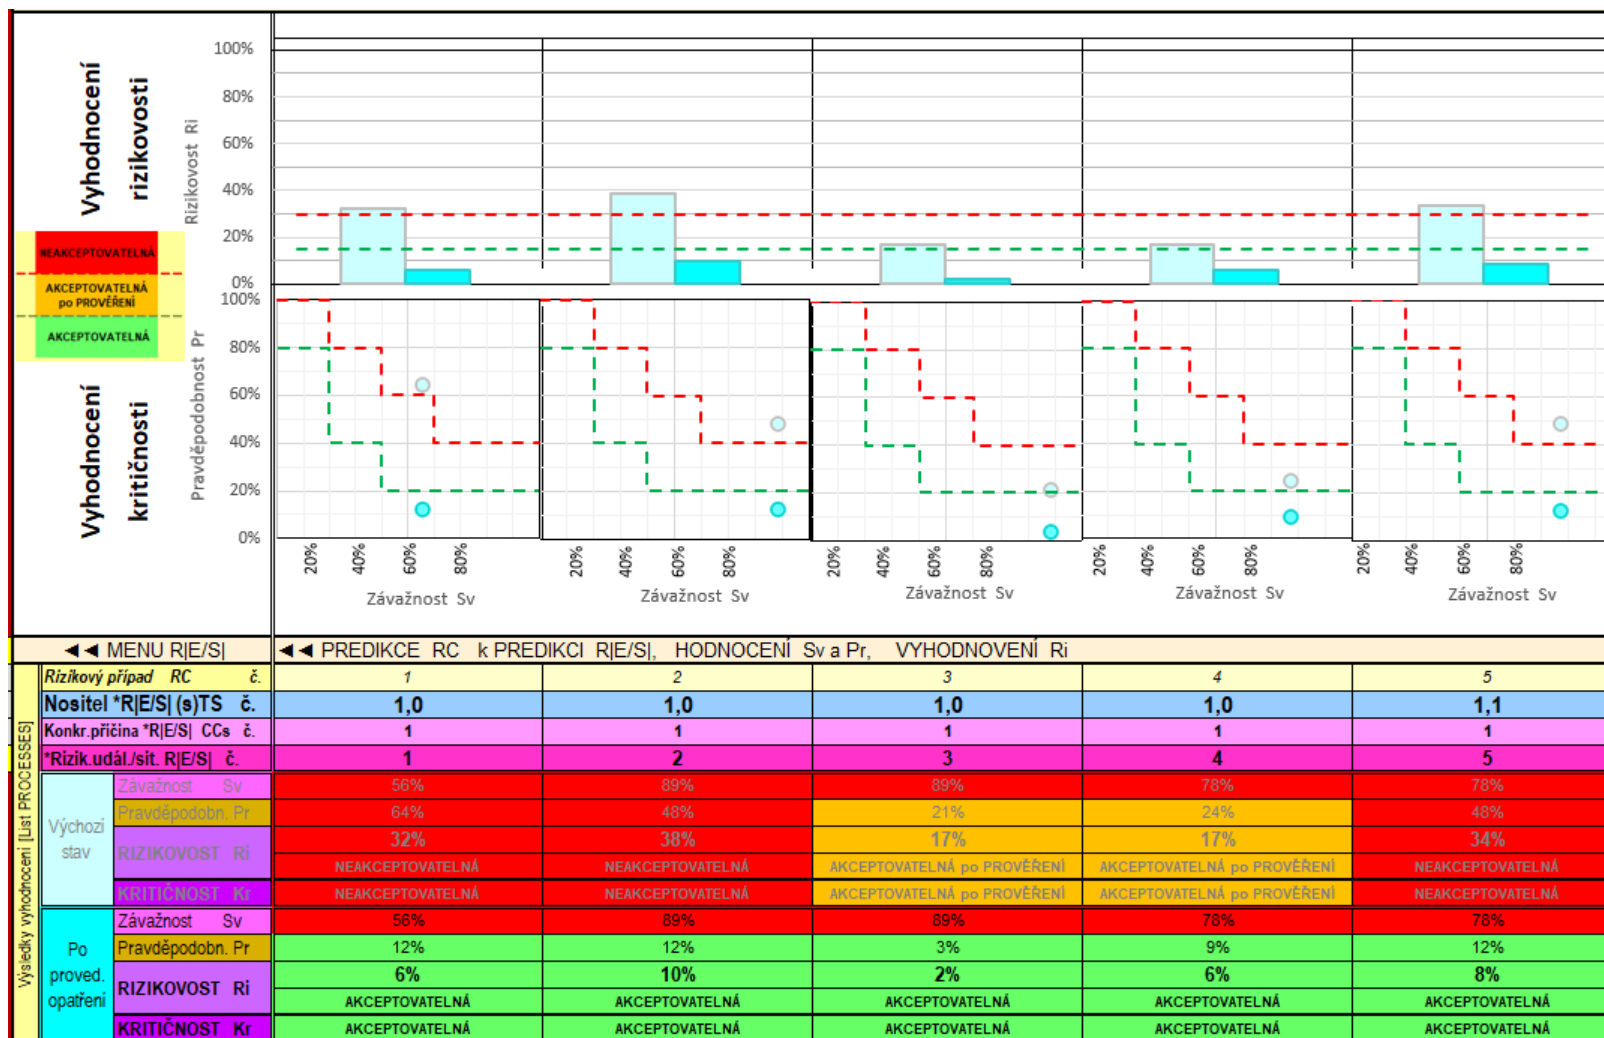 Vyhodnocení
rizikovosti
Rizikovost Ri
100%
80%
60%
40%
20%
0%
NEAKCEPTOVATELNÁ
AKCEPTOVATELNÁ
po PROVĚŘENÍ
AKCEPTOVATELNÁ
Vyhodnocení
kritičnosti
Pravděpodobnost Pr
100%
80%
60%
40%
20%
0%
20% 40% 60% 80%
Závažnost Sv
20% 40% 60% 80%
Závažnost Sv
20% 40% 60% 80%
Závažnost Sv
20% 40% 60% 80%
Závažnost Sv
20% 40% 60% 80%
Závažnost Sv
◄◄ MENU R|E/S| ◄◄ PREDIKCE RC k PREDIKCI R|E/S|, HODNOCENÍ Sv a Pr, VYHODNOVENÍ Ri
Výsledky vyhodnocení [List PROCESSES]
Rizikový případ RC č. 1 2 3 4 5
Nositel *R|E/S| (s)TS č. 1,0 1,0 1,0 1,0 1,1
Konkr.příčina *R|E/S| CCs č. 1 1 1 1 1
*Rizik.udál./sit. R|E/S| č. 1 2 3 4 5
Výchozí
stav
Závažnost Sv 56% 89% 89% 78% 78%
Pravděpodobn. Pr 64% 48% 21% 24% 48%
RIZIKOVOST Ri 32% 38% 17% 17% 34%
NEAKCEPTOVATELNÁ NEAKCEPTOVATELNÁ AKCEPTOVATELNÁ po PROVĚŘENÍ AKCEPTOVATELNÁ po PROVĚŘENÍ NEAKCEPTOVATELNÁ
KRITIČNOST Kr NEAKCEPTOVATELNÁ NEAKCEPTOVATELNÁ AKCEPTOVATELNÁ po PROVĚŘENÍ AKCEPTOVATELNÁ po PROVĚŘENÍ NEAKCEPTOVATELNÁ
Po
proved.
opatření
Závažnost Sv 56% 89% 89% 78% 78%
Pravděpodobn. Pr 12% 12% 3% 9% 12%
RIZIKOVOST Ri 6% 10% 2% 6% 8%
AKCEPTOVATELNÁ AKCEPTOVATELNÁ AKCEPTOVATELNÁ AKCEPTOVATELNÁ AKCEPTOVATELNÁ
KRITIČNOST Kr AKCEPTOVATELNÁ AKCEPTOVATELNÁ AKCEPTOVATELNÁ AKCEPTOVATELNÁ AKCEPTOVATELNÁ